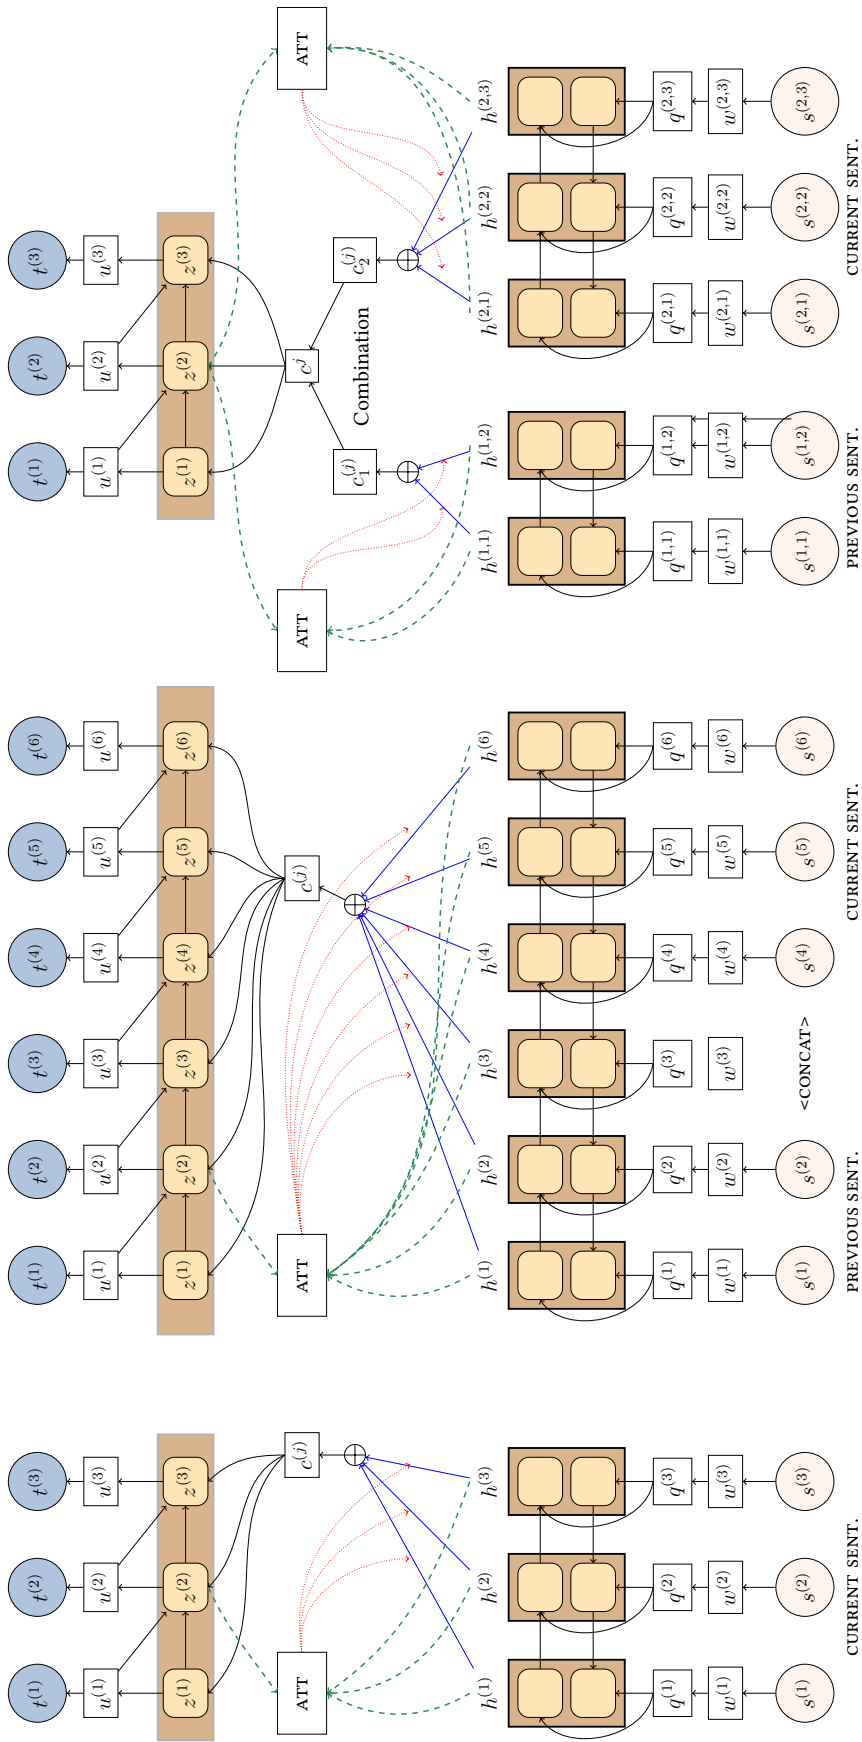 t^(1) t^(2) t^(3)
u^(1) u^(2) u^(3)
z^(1) z^(2) z^(3)
ATT c^(j)
h^(1) h^(2) h^(3)
q^(1) q^(2) q^(3)
w^(1) w^(2) w^(3)
s^(1) s^(2) s^(3)
CURRENT SENT.
t^(1) t^(2) t^(3) t^(4) t^(5) t^(6)
u^(1) u^(2) u^(3) u^(4) u^(5) u^(6)
z^(1) z^(2) z^(3) z^(4) z^(5) z^(6)
ATT c^(j)
h^(1) h^(2) h^(3) h^(4) h^(5) h^(6)
q^(1) q^(2) q^(3) q^(4) q^(5) q^(6)
w^(1) w^(2) w^(3) w^(4) w^(5) w^(6)
s^(1) s^(2) <CONCAT> s^(4) s^(5) s^(6)
PREVIOUS SENT. CURRENT SENT.
t^(1) t^(2) t^(3)
u^(1) u^(2) u^(3)
z^(1) z^(2) z^(3)
ATT c^j ATT
c_1^(j) c_2^(j)
Combination
h^(1,1) h^(1,2) h^(2,1) h^(2,2) h^(2,3)
q^(1,1) q^(1,2) q^(2,1) q^(2,2) q^(2,3)
w^(1,1) w^(1,2) w^(2,1) w^(2,2) w^(2,3)
s^(1,1) s^(1,2) s^(2,1) s^(2,2) s^(2,3)
PREVIOUS SENT. CURRENT SENT.